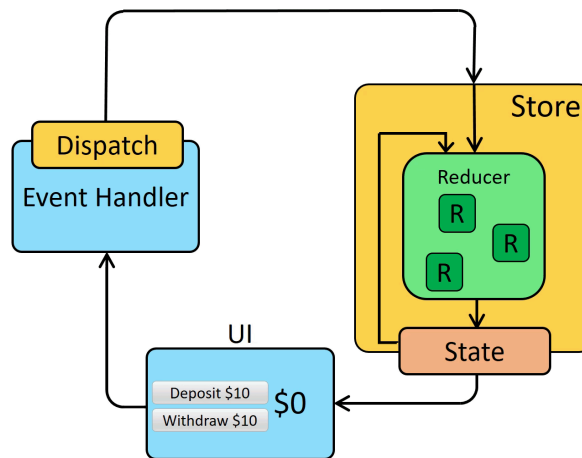 Dispatch
Event Handler
Store
Reducer
R
R
R
State
UI
Deposit $10
Withdraw $10
$0